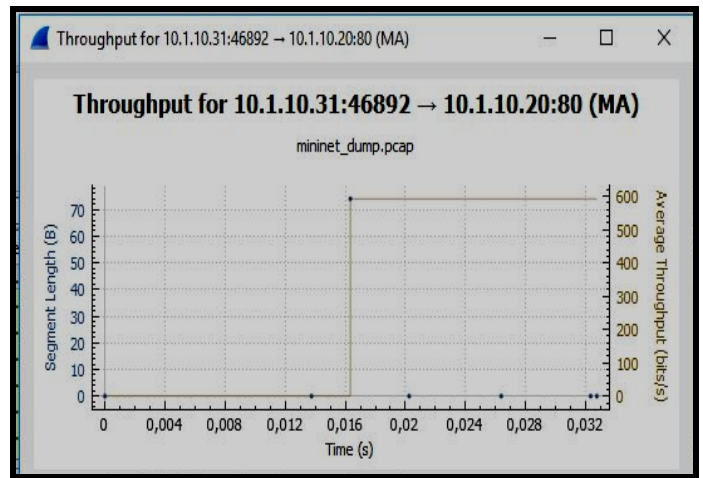 Throughput for 10.1.10.31:46892 → 10.1.10.20:80 (MA)
Throughput for 10.1.10.31:46892 → 10.1.10.20:80 (MA)
mininet_dump.pcap
Segment Length (B)
70
60
50
40
30
20
10
0
Average Throughput (bits/s)
600
500
400
300
200
100
0
0 0,004 0,008 0,012 0,016 0,02 0,024 0,028 0,032
Time (s)